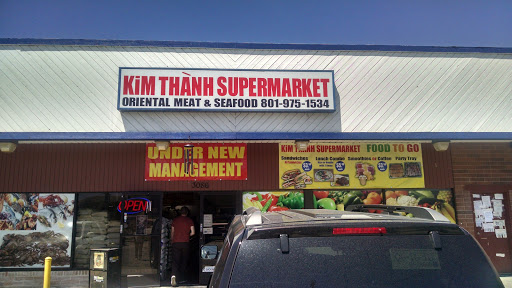 KiM THÀNH SUPERMARKET
ORIENTAL MEAT & SEAFOOD 801-975-1534
UNDER NEW
MANAGEMENT
KiM THANH SUPERMARKET FOOD TO GO
Sandwiches Lunch Combo Smoothies or Coffee Party Tray
OPEN